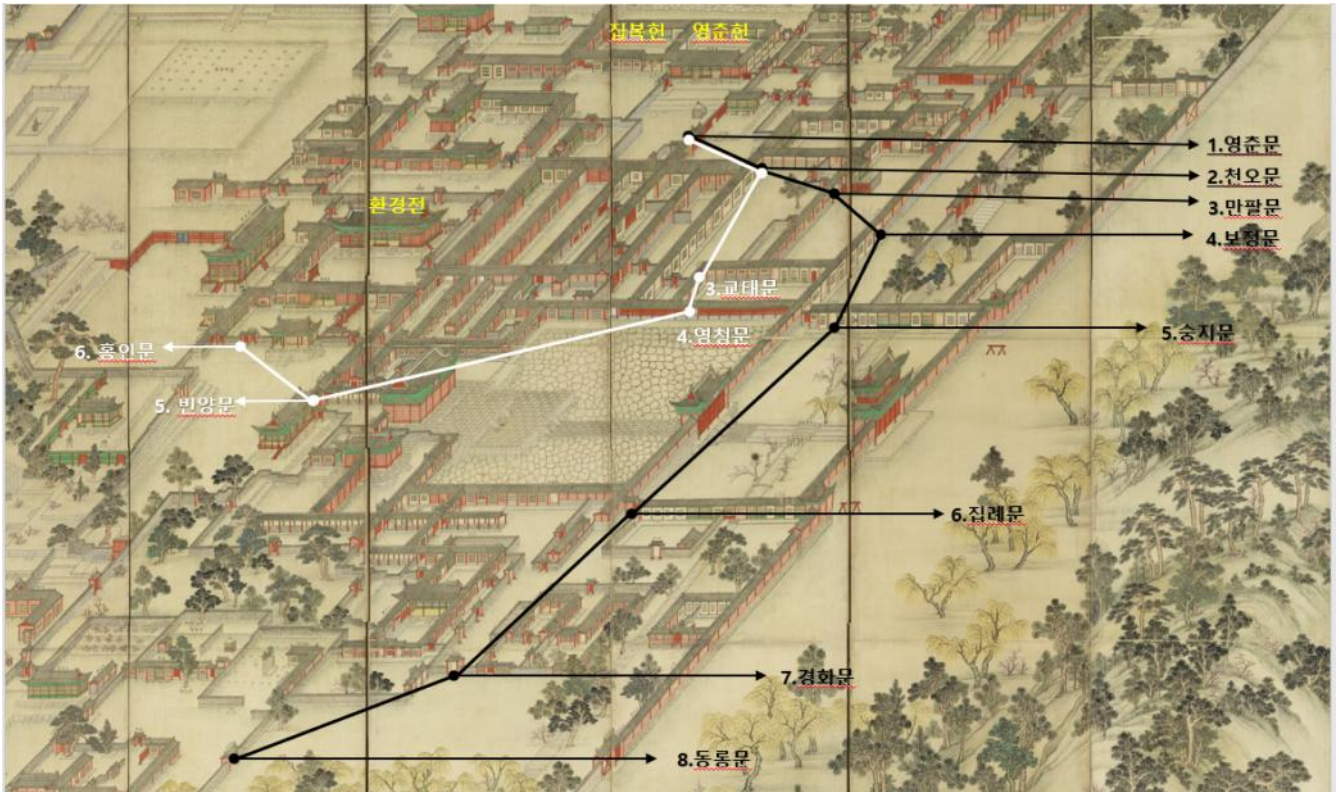 집복헌 영춘헌
1.영춘문
2.천오문
3.만팔문
환경전
4.보정문
3.교태문
5.숭지문
4.영청문
6. 홍인문
5. 빈양문
6.집례문
7.경화문
8.동룡문